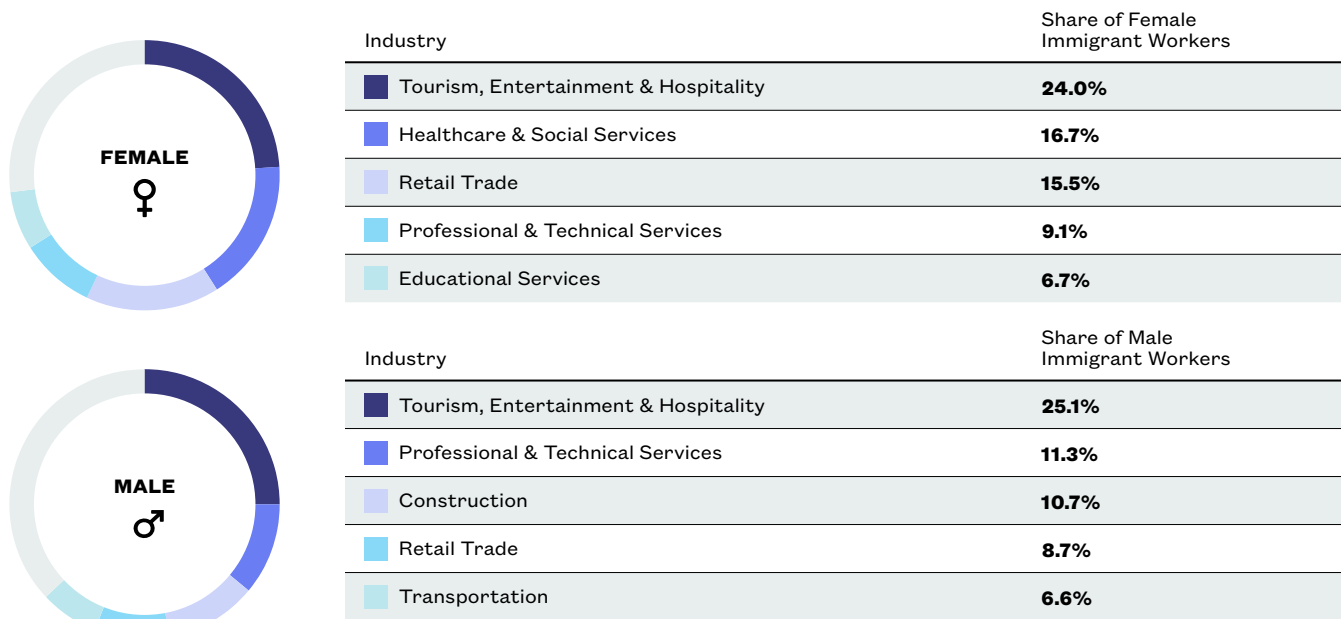 FEMALE
Industry
Share of Female
Immigrant Workers
Tourism, Entertainment & Hospitality 24.0%
Healthcare & Social Services 16.7%
Retail Trade 15.5%
Professional & Technical Services 9.1%
Educational Services 6.7%
MALE
Industry
Share of Male
Immigrant Workers
Tourism, Entertainment & Hospitality 25.1%
Professional & Technical Services 11.3%
Construction 10.7%
Retail Trade 8.7%
Transportation 6.6%